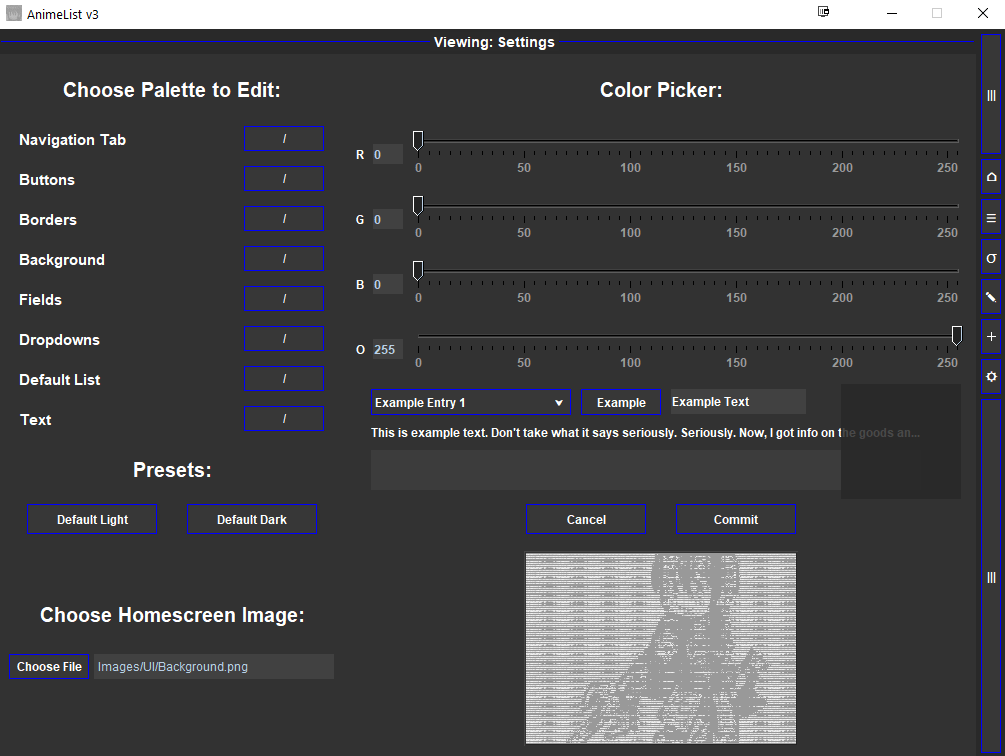 AnimeList v3
Viewing: Settings
Choose Palette to Edit:
Navigation Tab /
Buttons /
Borders /
Background /
Fields /
Dropdowns /
Default List /
Text /
Presets:
Default Light Default Dark
Choose Homescreen Image:
Choose File Images/UI/Background.png
Color Picker:
R 0
0 50 100 150 200 250
G 0
0 50 100 150 200 250
B 0
0 50 100 150 200 250
O 255
0 50 100 150 200 250
Example Entry 1 Example Example Text
This is example text. Don't take what it says seriously. Seriously. Now, I got info on the goods an...
Cancel Commit
σ